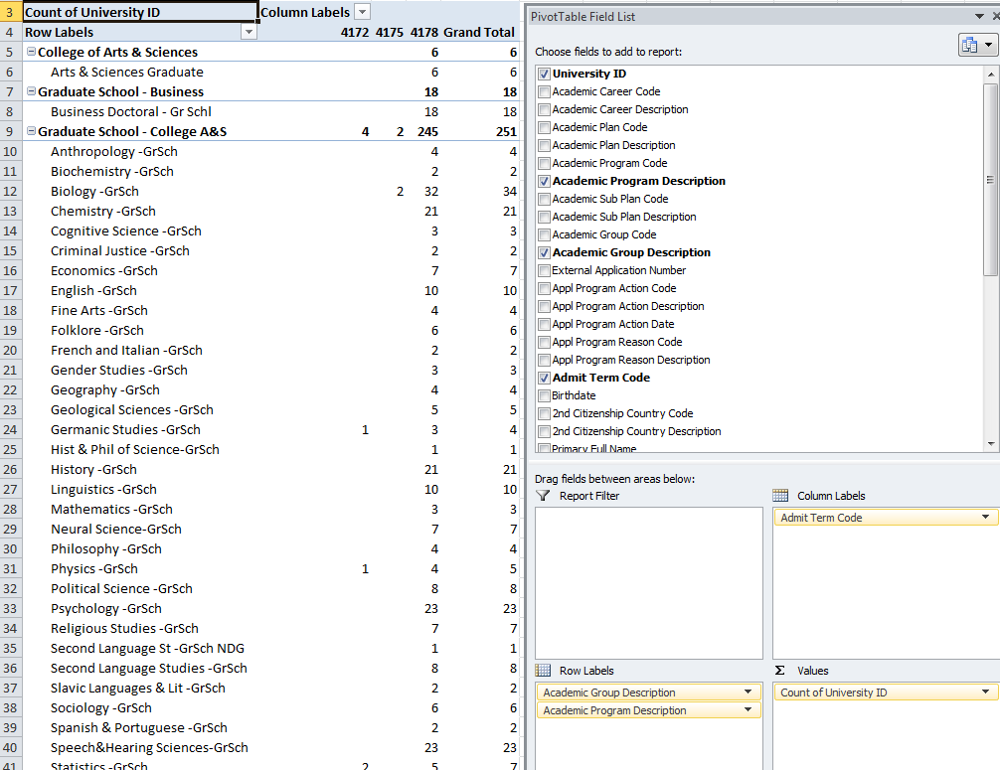 3 Count of University ID Column Labels
4 Row Labels 4172 4175 4178 Grand Total
5 College of Arts & Sciences 6 6
6 Arts & Sciences Graduate 6 6
7 Graduate School - Business 18 18
8 Business Doctoral - Gr Schl 18 18
9 Graduate School - College A&S 4 2 245 251
10 Anthropology -GrSch 4 4
11 Biochemistry -GrSch 2 2
12 Biology -GrSch 2 32 34
13 Chemistry -GrSch 21 21
14 Cognitive Science -GrSch 3 3
15 Criminal Justice -GrSch 2 2
16 Economics -GrSch 7 7
17 English -GrSch 10 10
18 Fine Arts -GrSch 4 4
19 Folklore -GrSch 6 6
20 French and Italian -GrSch 2 2
21 Gender Studies -GrSch 3 3
22 Geography -GrSch 4 4
23 Geological Sciences -GrSch 5 5
24 Germanic Studies -GrSch 1 3 4
25 Hist & Phil of Science-GrSch 1 1
26 History -GrSch 21 21
27 Linguistics -GrSch 10 10
28 Mathematics -GrSch 3 3
29 Neural Science-GrSch 7 7
30 Philosophy -GrSch 4 4
31 Physics -GrSch 1 4 5
32 Political Science -GrSch 8 8
33 Psychology -GrSch 23 23
34 Religious Studies -GrSch 7 7
35 Second Language St -GrSch NDG 1 1
36 Second Language Studies -GrSch 8 8
37 Slavic Languages & Lit -GrSch 2 2
38 Sociology -GrSch 6 6
39 Spanish & Portuguese -GrSch 2 2
40 Speech&Hearing Sciences-GrSch 23 23
41 Statistics -GrSch 2 5 7
PivotTable Field List
Choose fields to add to report:
University ID
Academic Career Code
Academic Career Description
Academic Plan Code
Academic Plan Description
Academic Program Code
Academic Program Description
Academic Sub Plan Code
Academic Sub Plan Description
Academic Group Code
Academic Group Description
External Application Number
Appl Program Action Code
Appl Program Action Description
Appl Program Action Date
Appl Program Reason Code
Appl Program Reason Description
Admit Term Code
Birthdate
2nd Citizenship Country Code
2nd Citizenship Country Description
Primary Full Name
Drag fields between areas below:
Report Filter
Column Labels
Admit Term Code
Row Labels
Academic Group Description
Academic Program Description
Σ Values
Count of University ID